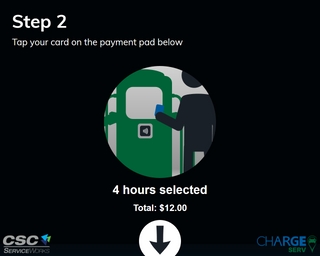 Step 2
Tap your card on the payment pad below
4 hours selected
Total: $12.00
CSC
ServiceWorks
CHARGE
SERV